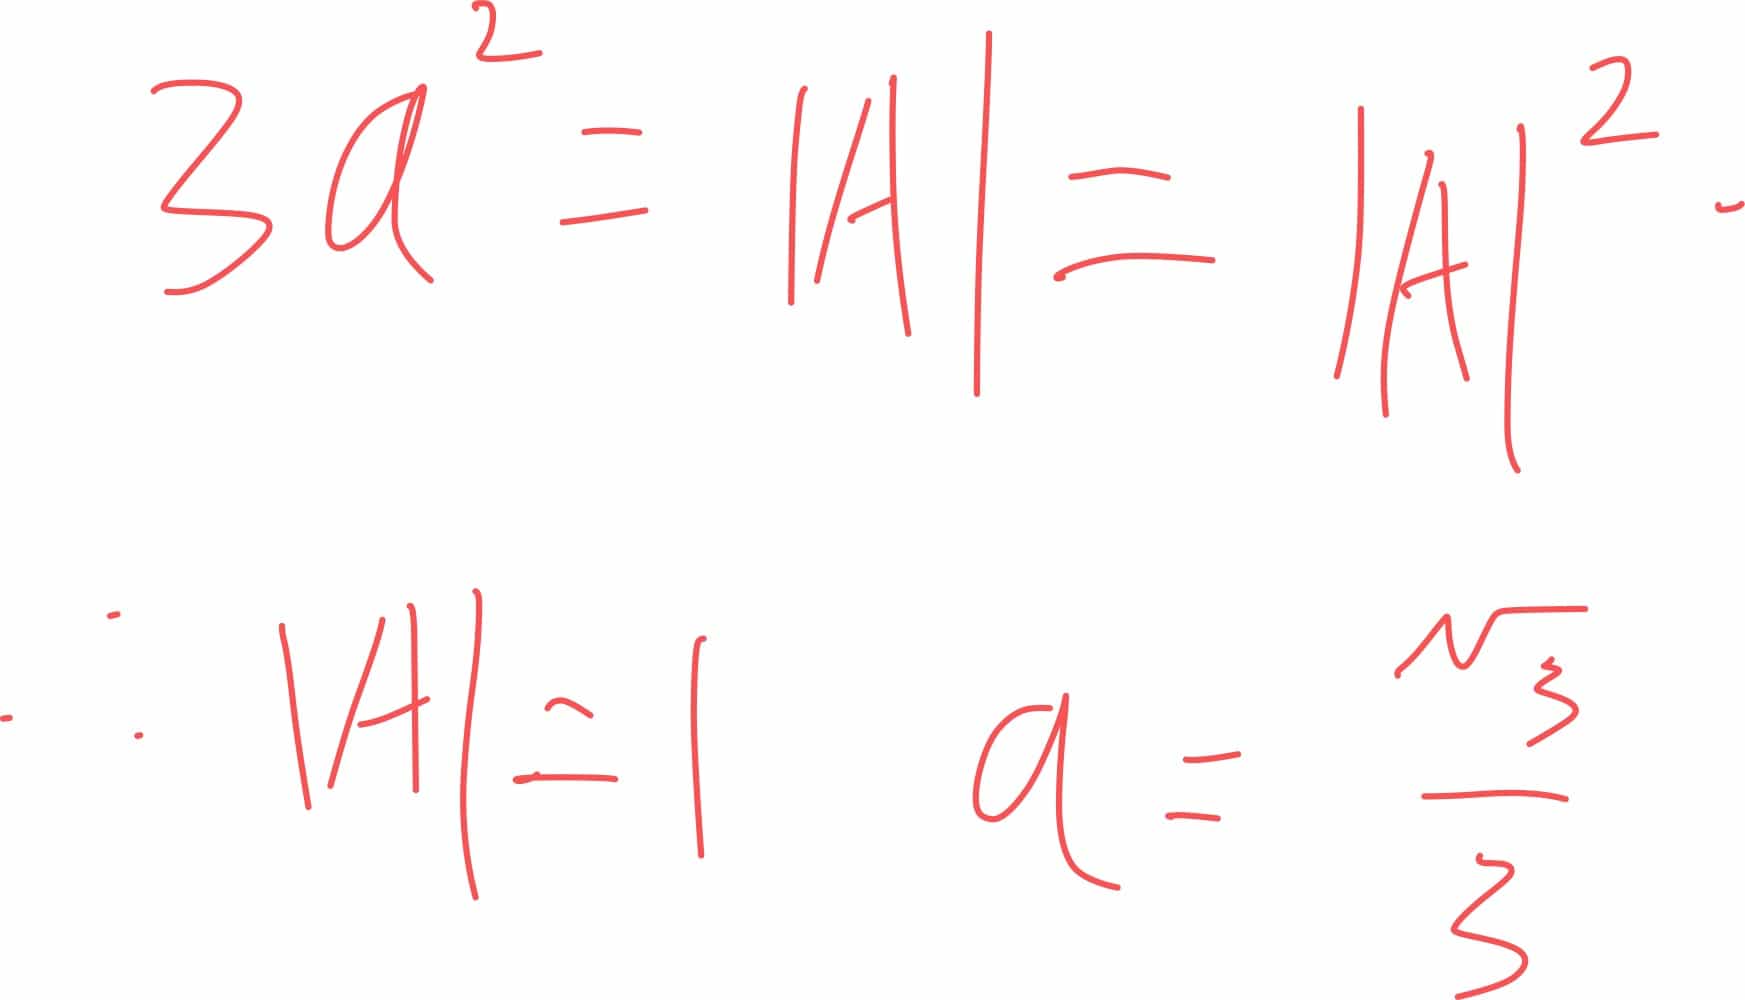 3a² = |A| = |A|².
∴ |A| = 1 a = √3/3